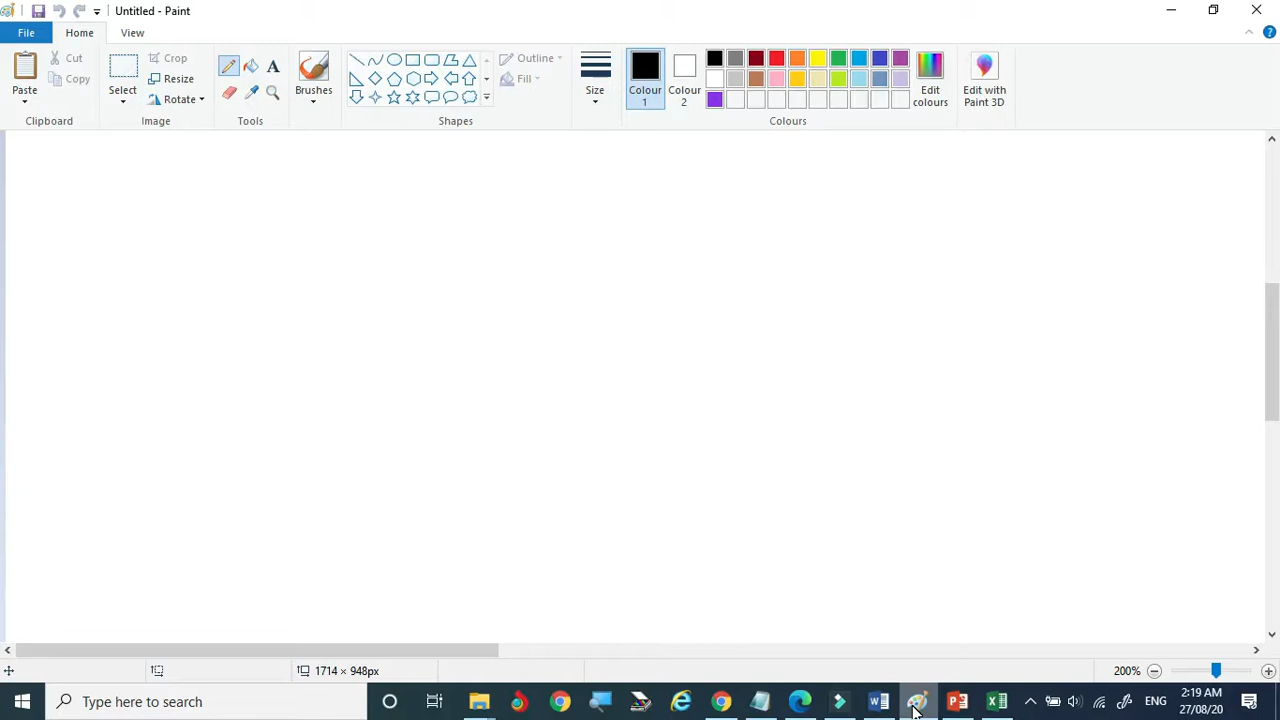 Untitled - Paint
File Home View
Paste
Cut
Copy
Clipboard
Select
Crop
Resize
Rotate
Image
A
Tools
Brushes
Shapes
Outline
Fill
Size
Colour 1
Colour 2
Colours
Edit colours
Edit with Paint 3D
1714 × 948px
200%
Type here to search
ENG
2:19 AM
27/08/20